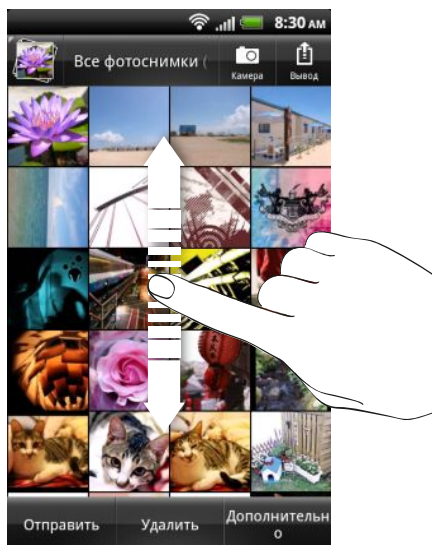 8:30 AM
Все фотоснимки (
Камера
Вывод
Отправить
Удалить
Дополнительн
о